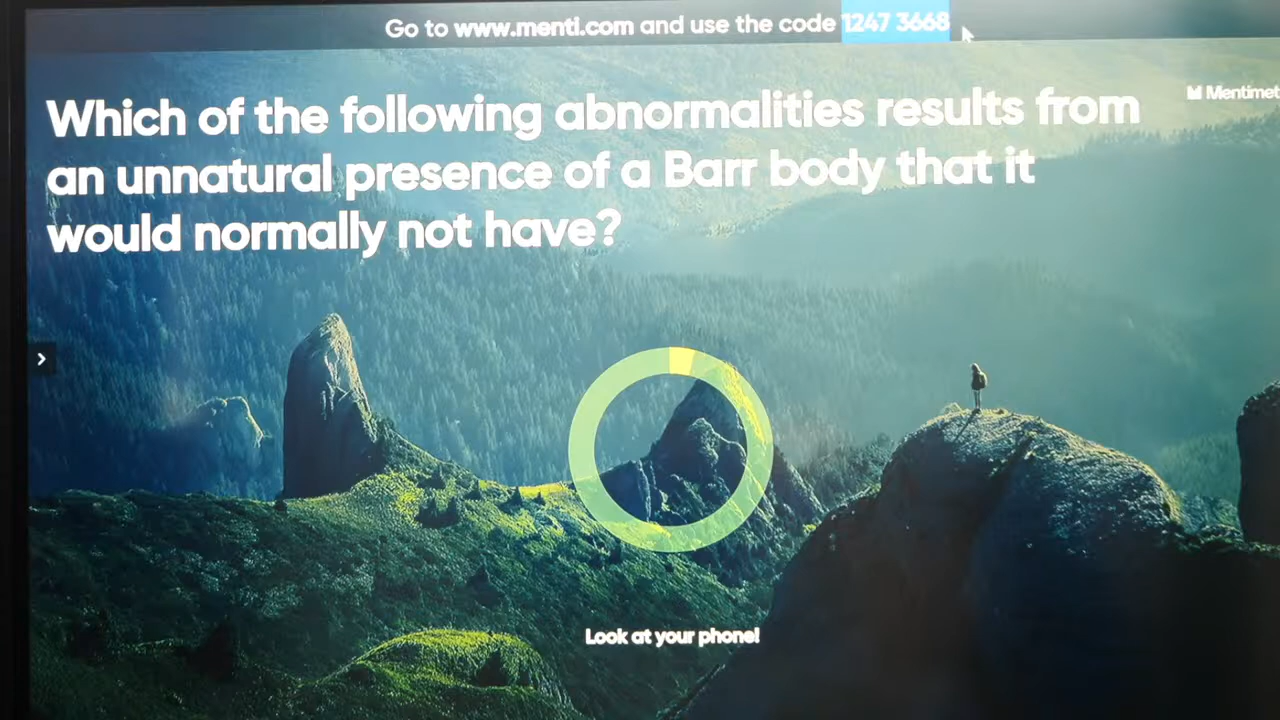 Go to www.menti.com and use the code 1247 3668
Mentimet
Which of the following abnormalities results from
an unnatural presence of a Barr body that it
would normally not have?
Look at your phone!